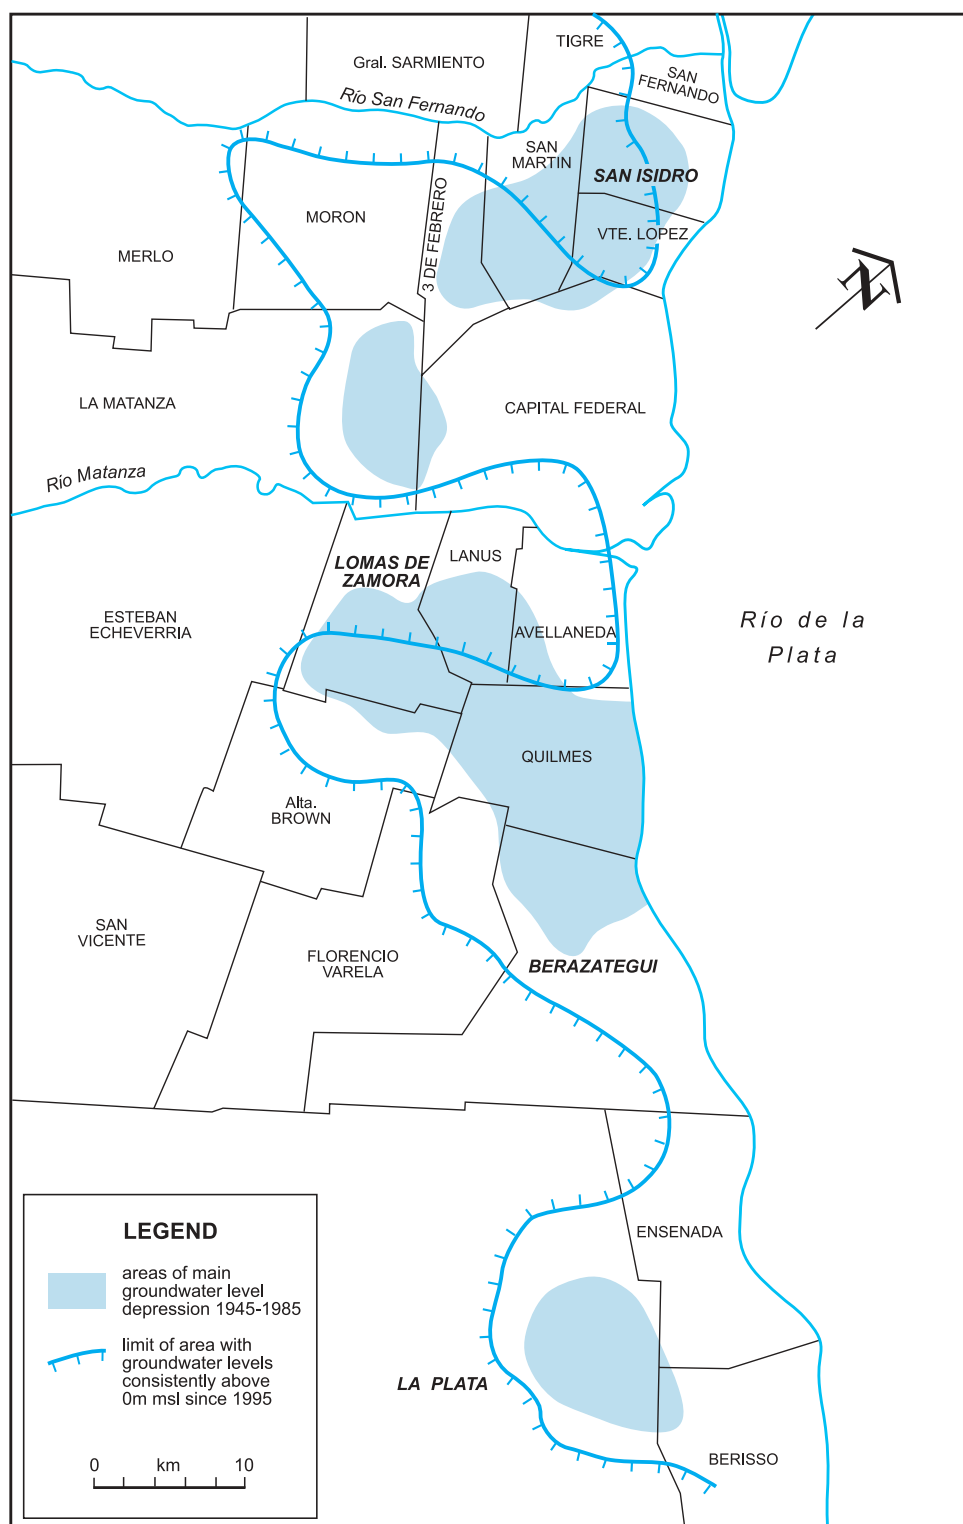 TIGRE
Gral. SARMIENTO
SAN
FERNANDO
Río San Fernando
SAN
MARTIN
SAN ISIDRO
3 DE FEBRERO
MORON
VTE. LOPEZ
MERLO
N
LA MATANZA
CAPITAL FEDERAL
Río Matanza
LOMAS DE
ZAMORA
LANUS
ESTEBAN
ECHEVERRIA
AVELLANEDA
Río de la
Plata
QUILMES
Alta.
BROWN
SAN
VICENTE
FLORENCIO
VARELA
BERAZATEGUI
ENSENADA
LA PLATA
BERISSO
LEGEND
areas of main
groundwater level
depression 1945-1985
limit of area with
groundwater levels
consistently above
0m msl since 1995
0 km 10